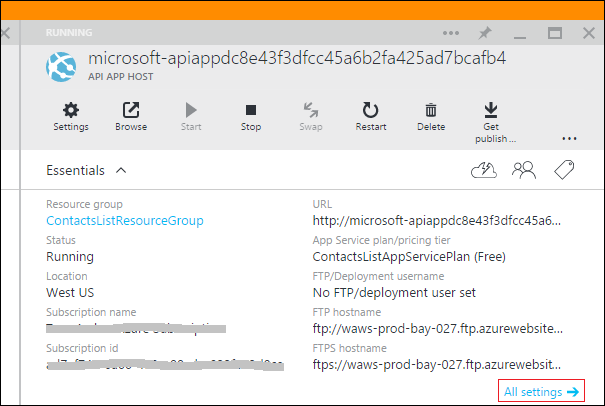 RUNNING
microsoft-apiappdc8e43f3dfcc45a6b2fa425ad7bcafb4
API APP HOST
Settings Browse Start Stop Swap Restart Delete Get publish ...
Essentials
Resource group URL
ContactsListResourceGroup http://microsoft-apiappdc8e43f3dfcc45a6...
Status App Service plan/pricing tier
Running ContactsListAppServicePlan (Free)
Location FTP/Deployment username
West US No FTP/deployment user set
Subscription name FTP hostname
ftp://waws-prod-bay-027.ftp.azurewebsite...
Subscription id FTPS hostname
ftps://waws-prod-bay-027.ftp.azurewebsite...
All settings →